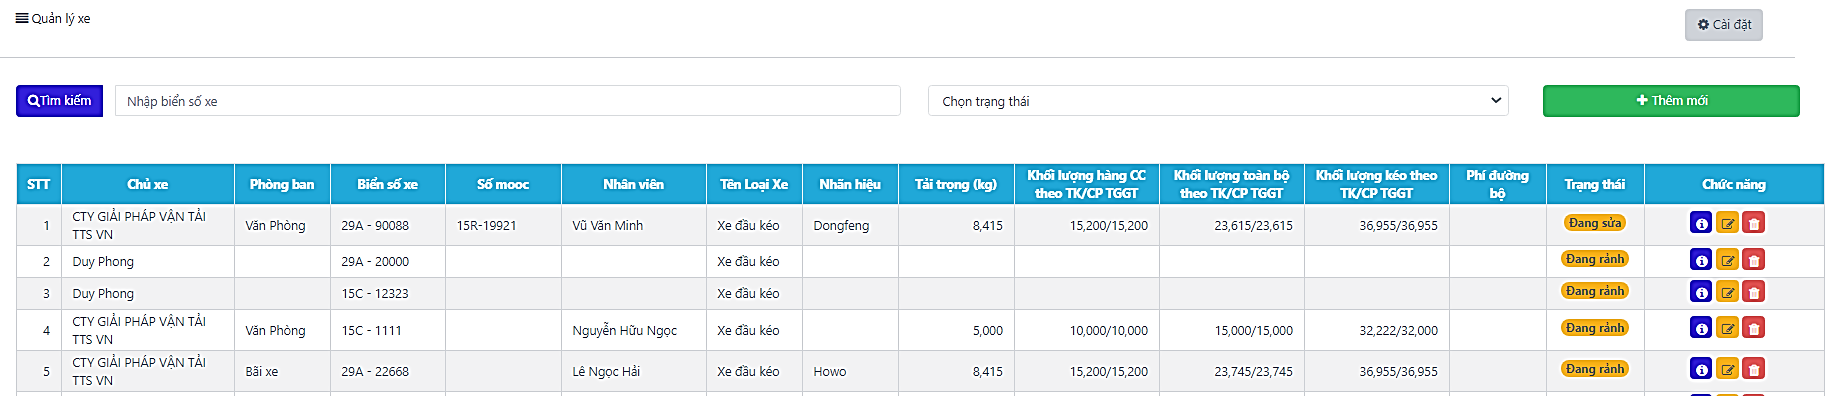 Quản lý xe
Cài đặt
Tìm kiếm
Nhập biển số xe
Chọn trạng thái
Thêm mới
STT Chủ xe Phòng ban Biển số xe Số mooc Nhân viên Tên Loại Xe Nhãn hiệu Tải trọng (kg) Khối lượng hàng CC theo TK/CP TGGT Khối lượng toàn bộ theo TK/CP TGGT Khối lượng kéo theo TK/CP TGGT Phí đường bộ Trạng thái Chức năng
1 CTY GIẢI PHÁP VẬN TẢI TTS VN Văn Phòng 29A - 90088 15R-19921 Vũ Văn Minh Xe đầu kéo Dongfeng 8,415 15,200/15,200 23,615/23,615 36,955/36,955 Đang sửa
2 Duy Phong 29A - 20000 Xe đầu kéo Đang rảnh
3 Duy Phong 15C - 12323 Xe đầu kéo Đang rảnh
4 CTY GIẢI PHÁP VẬN TẢI TTS VN Văn Phòng 15C - 1111 Nguyễn Hữu Ngọc Xe đầu kéo 5,000 10,000/10,000 15,000/15,000 32,222/32,000 Đang rảnh
5 CTY GIẢI PHÁP VẬN TẢI TTS VN Bãi xe 29A - 22668 Lê Ngọc Hải Xe đầu kéo Howo 8,415 15,200/15,200 23,745/23,745 36,955/36,955 Đang rảnh